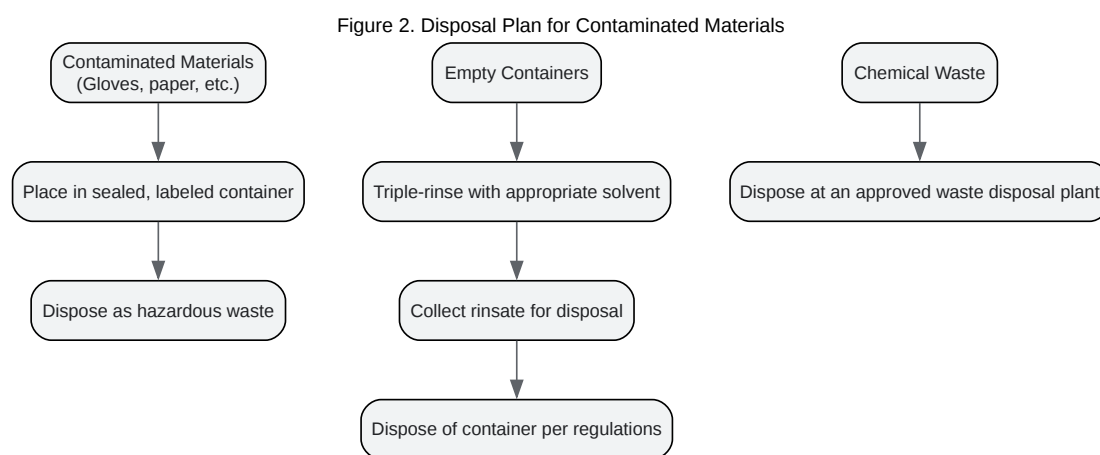 Figure 2. Disposal Plan for Contaminated Materials
Contaminated Materials
(Gloves, paper, etc.)
Place in sealed, labeled container
Dispose as hazardous waste
Empty Containers
Triple-rinse with appropriate solvent
Collect rinsate for disposal
Dispose of container per regulations
Chemical Waste
Dispose at an approved waste disposal plant